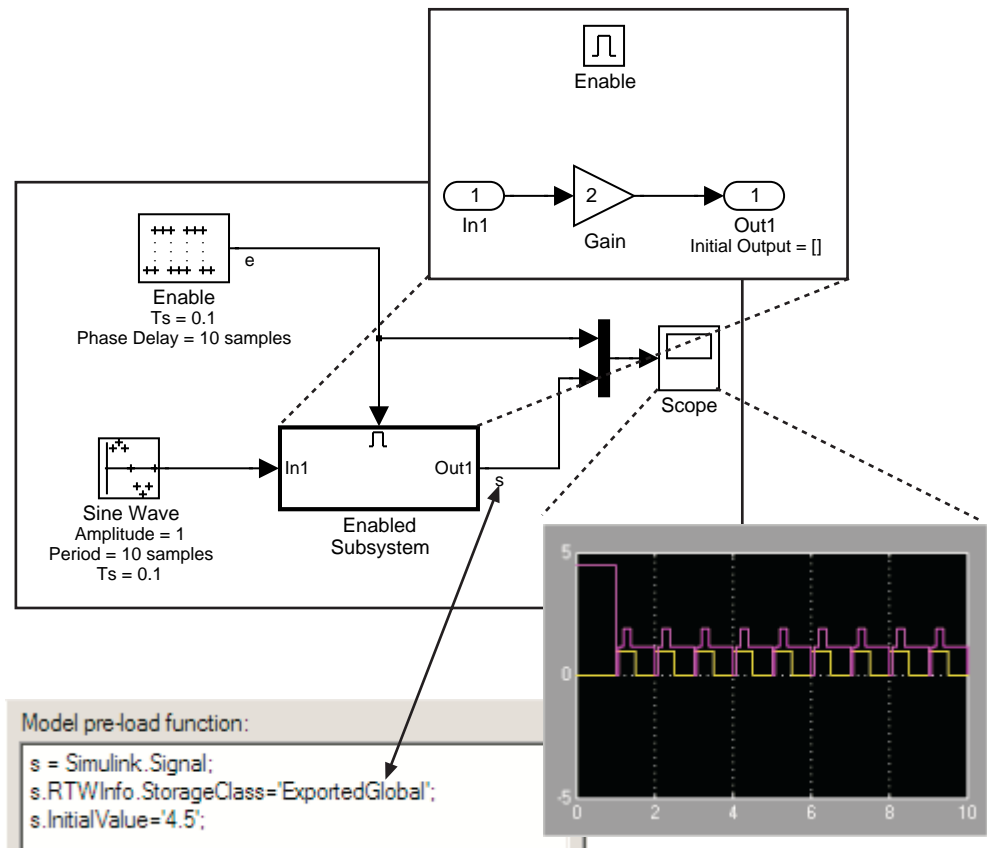 Enable
1
2
1
In1
Gain
Out1
Initial Output = []
e
Enable
Ts = 0.1
Phase Delay = 10 samples
Scope
In1
Out1
s
Enabled
Subsystem
Sine Wave
Amplitude = 1
Period = 10 samples
Ts = 0.1
5
0
-5
0 2 4 6 8 10
Model pre-load function:
s = Simulink.Signal;
s.RTWInfo.StorageClass='ExportedGlobal';
s.InitialValue='4.5';